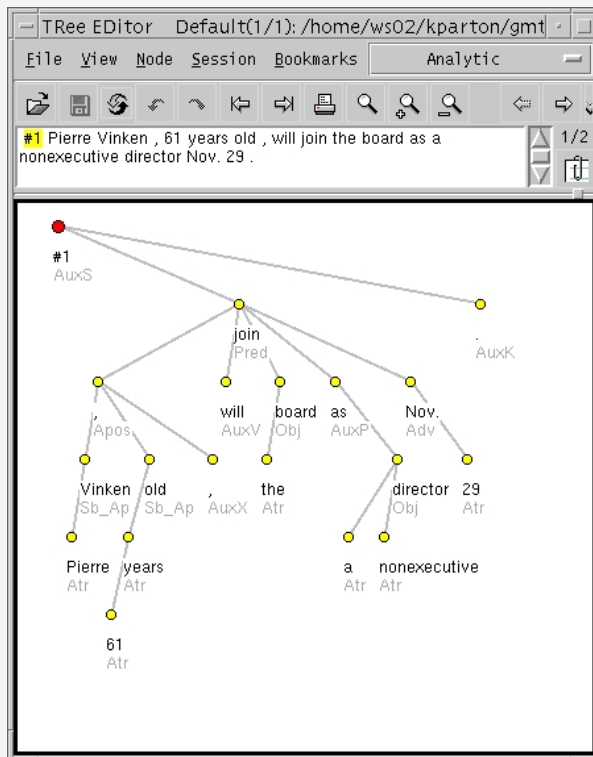 TRee EDitor Default(1/1): /home/ws02/kparton/gmt
File View Node Session Bookmarks Analytic
#1 Pierre Vinken , 61 years old , will join the board as a
nonexecutive director Nov. 29 .
1/2
#1
AuxS
join
Pred
.
AuxK
,
Apos
will
AuxV
board
Obj
as
AuxP
Nov.
Adv
Vinken
Sb_Ap
old
Sb_Ap
,
AuxX
the
Atr
director
Obj
29
Atr
Pierre
Atr
years
Atr
a
Atr
nonexecutive
Atr
61
Atr